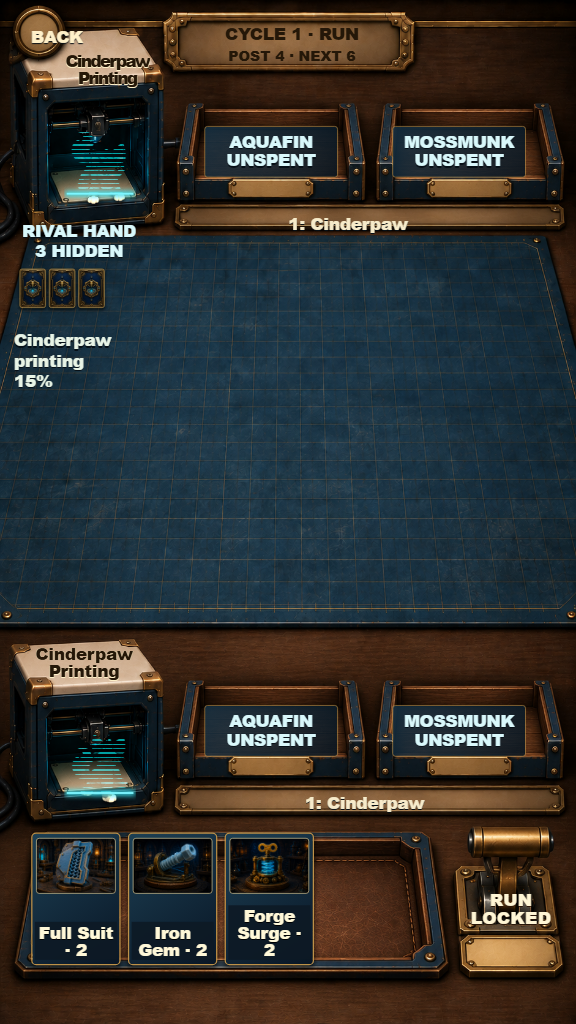 BACK
CYCLE 1 · RUN
POST 4 · NEXT 6
Cinderpaw
Printing
AQUAFIN
UNSPENT
MOSSMUNK
UNSPENT
1: Cinderpaw
RIVAL HAND
3 HIDDEN
Cinderpaw
printing
15%
Cinderpaw
Printing
AQUAFIN
UNSPENT
MOSSMUNK
UNSPENT
1: Cinderpaw
Full Suit
· 2
Iron
Gem · 2
Forge
Surge ·
2
RUN
LOCKED